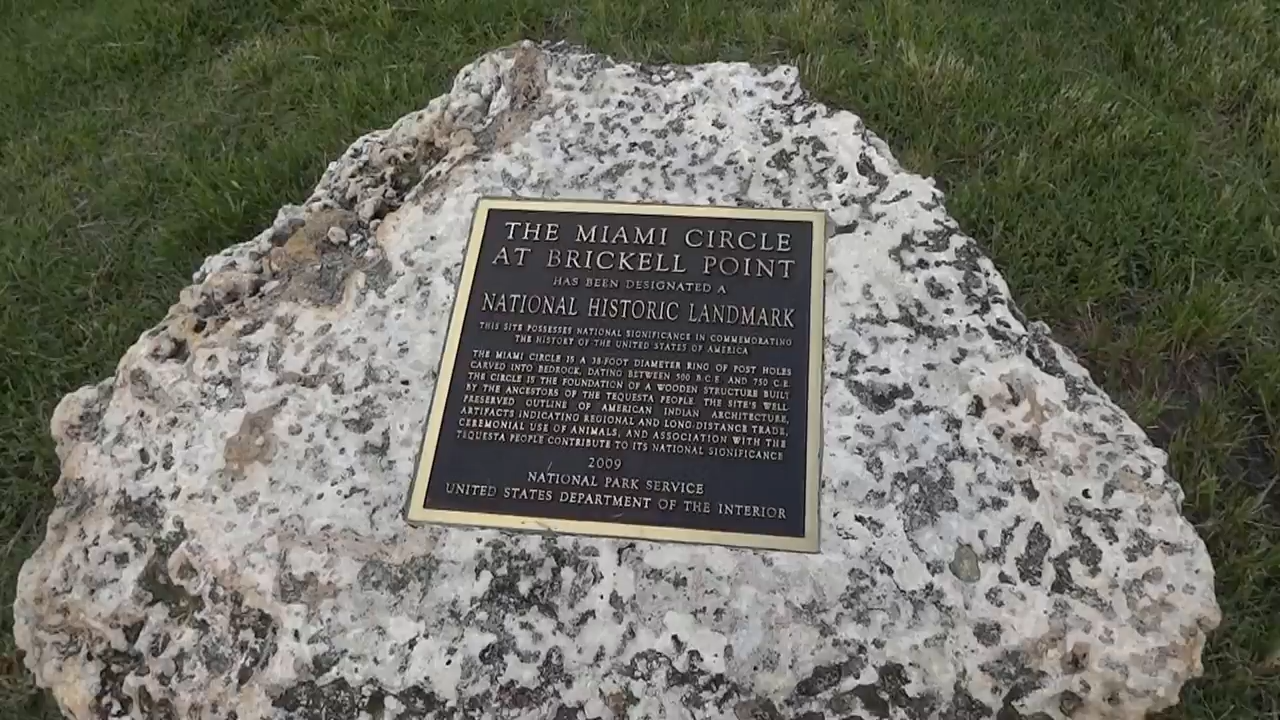 THE MIAMI CIRCLE
AT BRICKELL POINT
HAS BEEN DESIGNATED A
NATIONAL HISTORIC LANDMARK
THIS SITE POSSESSES NATIONAL SIGNIFICANCE IN COMMEMORATING
THE HISTORY OF THE UNITED STATES OF AMERICA
THE MIAMI CIRCLE IS A 38-FOOT DIAMETER RING OF POST HOLES
CARVED INTO BEDROCK, DATING BETWEEN 500 B.C.E. AND 750 C.E.
THE CIRCLE IS THE FOUNDATION OF A WOODEN STRUCTURE BUILT
BY THE ANCESTORS OF THE TEQUESTA PEOPLE. THE SITE'S WELL
PRESERVED OUTLINE OF AMERICAN INDIAN ARCHITECTURE,
ARTIFACTS INDICATING REGIONAL AND LONG-DISTANCE TRADE,
CEREMONIAL USE OF ANIMALS, AND ASSOCIATION WITH THE
TEQUESTA PEOPLE CONTRIBUTE TO ITS NATIONAL SIGNIFICANCE
2009
NATIONAL PARK SERVICE
UNITED STATES DEPARTMENT OF THE INTERIOR